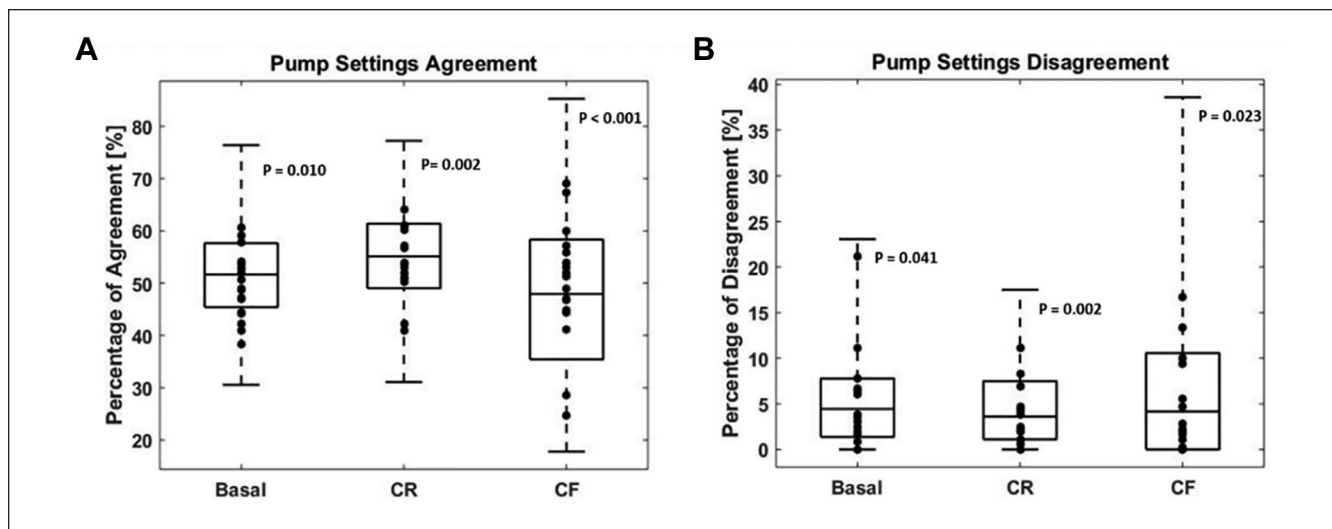 A
Pump Settings Agreement
Percentage of Agreement [%]
80
70
60
50
40
30
20
P = 0.010
P= 0.002
P < 0.001
Basal
CR
CF
B
Pump Settings Disagreement
Percentage of Disagreement [%]
40
35
30
25
20
15
10
5
0
P = 0.041
P = 0.002
P = 0.023
Basal
CR
CF